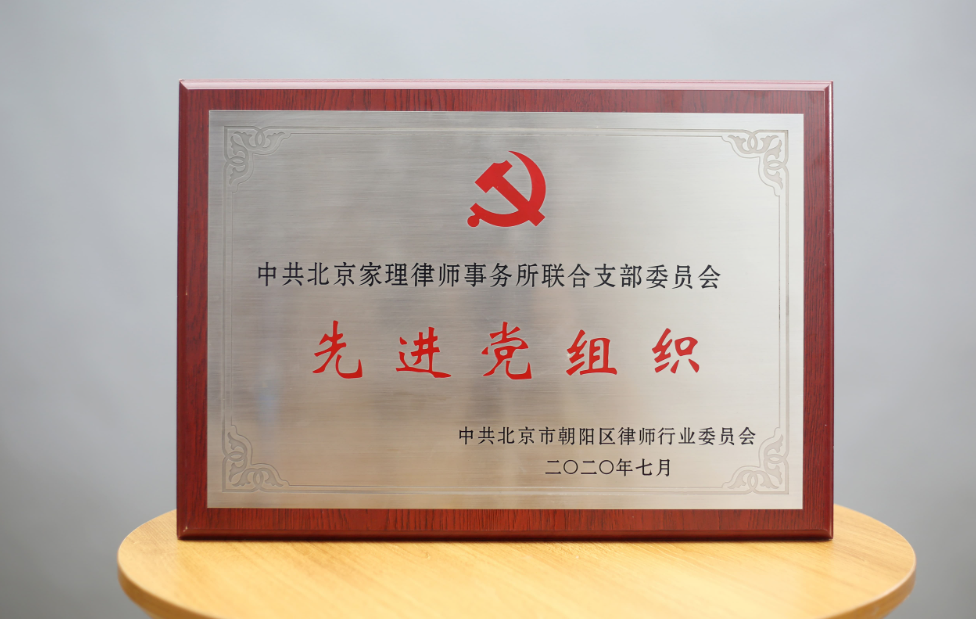 中共北京家理律师事务所联合支部委员会
先进党组织
中共北京市朝阳区律师行业委员会
二〇二〇年七月